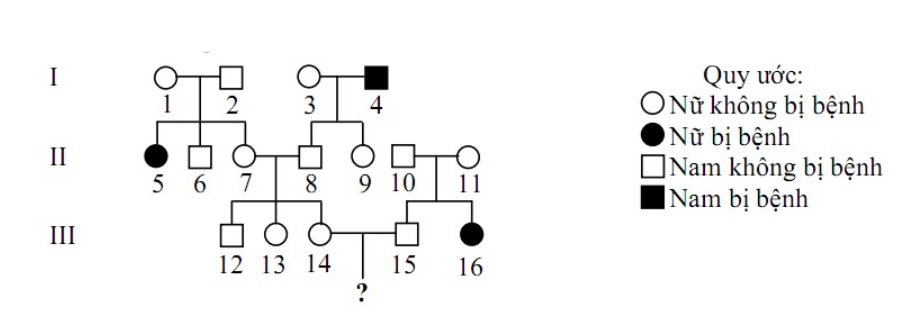 I
1 2 3 4
II
5 6 7 8 9 10 11
III
12 13 14 15 16
?
Quy ước:
Nữ không bị bệnh
Nữ bị bệnh
Nam không bị bệnh
Nam bị bệnh